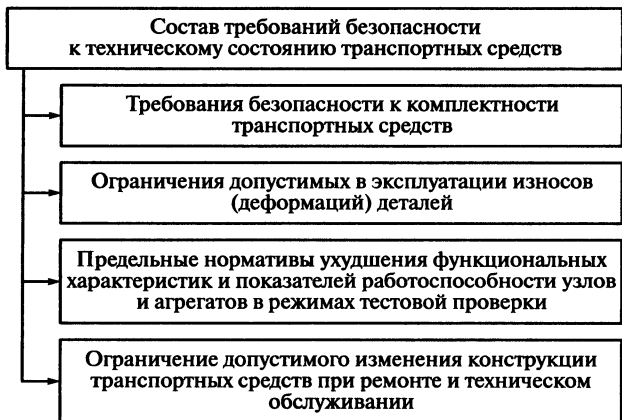 Состав требований безопасности
к техническому состоянию транспортных средств
Требования безопасности к комплектности
транспортных средств
Ограничения допустимых в эксплуатации износов
(деформаций) деталей
Предельные нормативы ухудшения функциональных
характеристик и показателей работоспособности узлов
и агрегатов в режимах тестовой проверки
Ограничение допустимого изменения конструкции
транспортных средств при ремонте и техническом
обслуживании